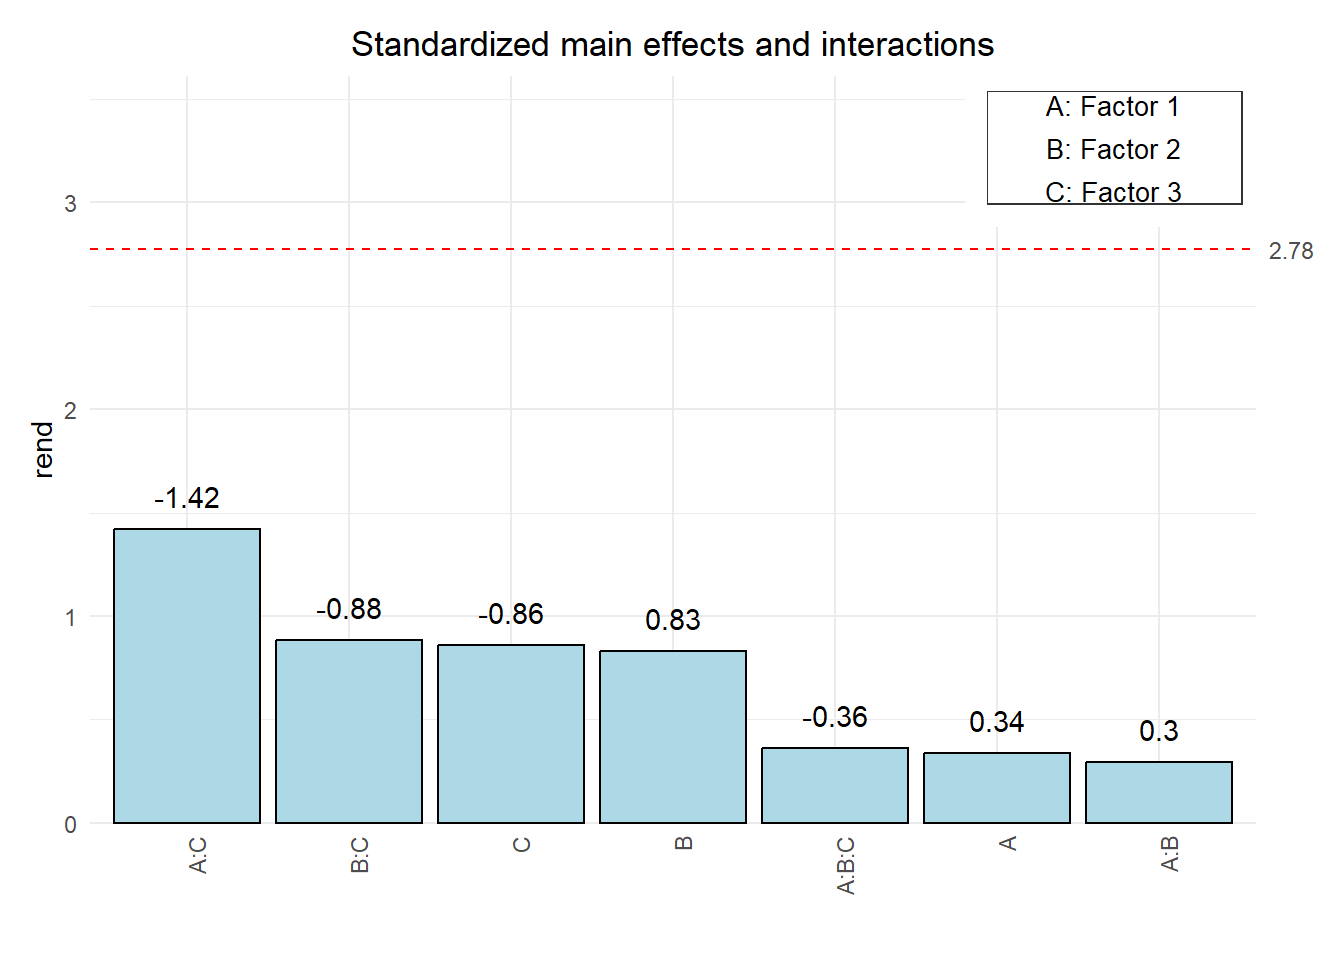 Standardized main effects and interactions
A: Factor 1
B: Factor 2
C: Factor 3
3
2.78
2
rend
-1.42
1
-0.88
-0.86
0.83
-0.36
0.34
0.3
0
A:C
B:C
C
B
A:B:C
A
A:B